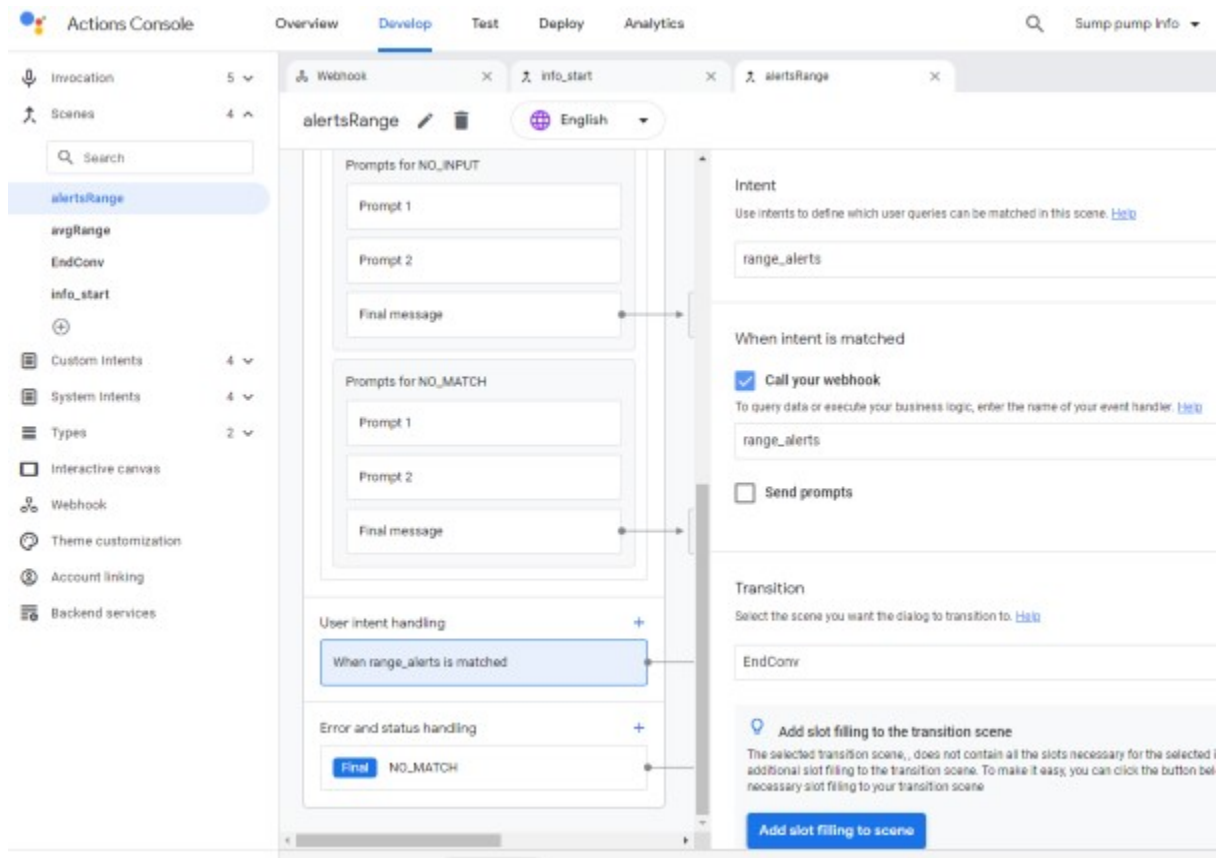 Actions Console
Overview
Develop
Test
Deploy
Analytics
Sump pump Info
Invocation
5
Scenes
4
Search
alertsRange
avgRange
EndConv
info_start
Custom Intents
4
System Intents
4
Types
2
Interactive canvas
Webhook
Theme customization
Account linking
Backend services
Webhook
info_start
alertsRange
alertsRange
English
Prompts for NO_INPUT
Prompt 1
Prompt 2
Final message
Prompts for NO_MATCH
Prompt 1
Prompt 2
Final message
User intent handling
When range_alerts is matched
Error and status handling
Final NO_MATCH
Intent
Use intents to define which user queries can be matched in this scene. Help
range_alerts
When intent is matched
Call your webhook
To query data or execute your business logic, enter the name of your event handler. Help
range_alerts
Send prompts
Transition
Select the scene you want the dialog to transition to. Help
EndConv
Add slot filling to the transition scene
The selected transition scene, , does not contain all the slots necessary for the selected
additional slot filling to the transition scene. To make it easy, you can click the button
necessary slot filling to your transition scene
Add slot filling to scene